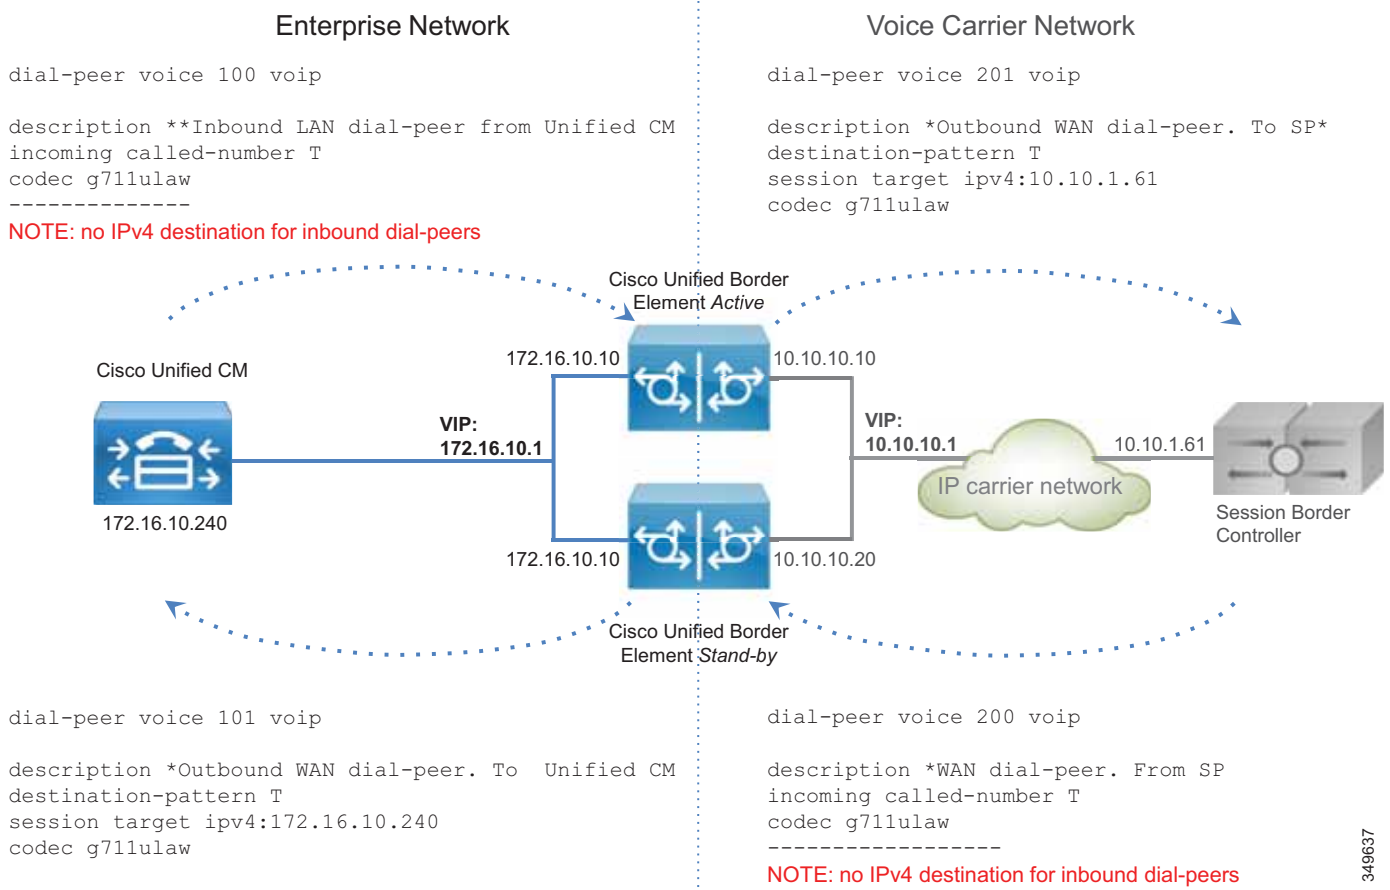 Enterprise Network
Voice Carrier Network
dial-peer voice 100 voip
description **Inbound LAN dial-peer from Unified CM
incoming called-number T
codec g711ulaw
--------------
NOTE: no IPv4 destination for inbound dial-peers
dial-peer voice 201 voip
description *Outbound WAN dial-peer. To SP*
destination-pattern T
session target ipv4:10.10.1.61
codec g711ulaw
Cisco Unified Border
Element Active
172.16.10.10
10.10.10.10
Cisco Unified CM
172.16.10.240
VIP:
172.16.10.1
VIP:
10.10.10.1
IP carrier network
10.10.1.61
Session Border
Controller
172.16.10.10
10.10.10.20
Cisco Unified Border
Element Stand-by
dial-peer voice 101 voip
description *Outbound WAN dial-peer. To  Unified CM
destination-pattern T
session target ipv4:172.16.10.240
codec g711ulaw
dial-peer voice 200 voip
description *WAN dial-peer. From SP
incoming called-number T
codec g711ulaw
------------------
NOTE: no IPv4 destination for inbound dial-peers
349637